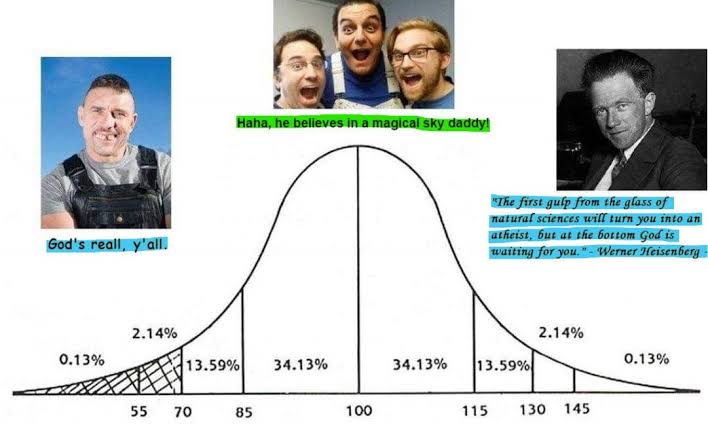 Haha, he believes in a magical sky daddy!
God's reall, y'all.
"The first gulp from the glass of
natural sciences will turn you into an
atheist, but at the bottom God is
waiting for you." - Werner Heisenberg -
2.14% 2.14%
0.13% 13.59% 34.13% 34.13% 13.59% 0.13%
55 70 85 100 115 130 145